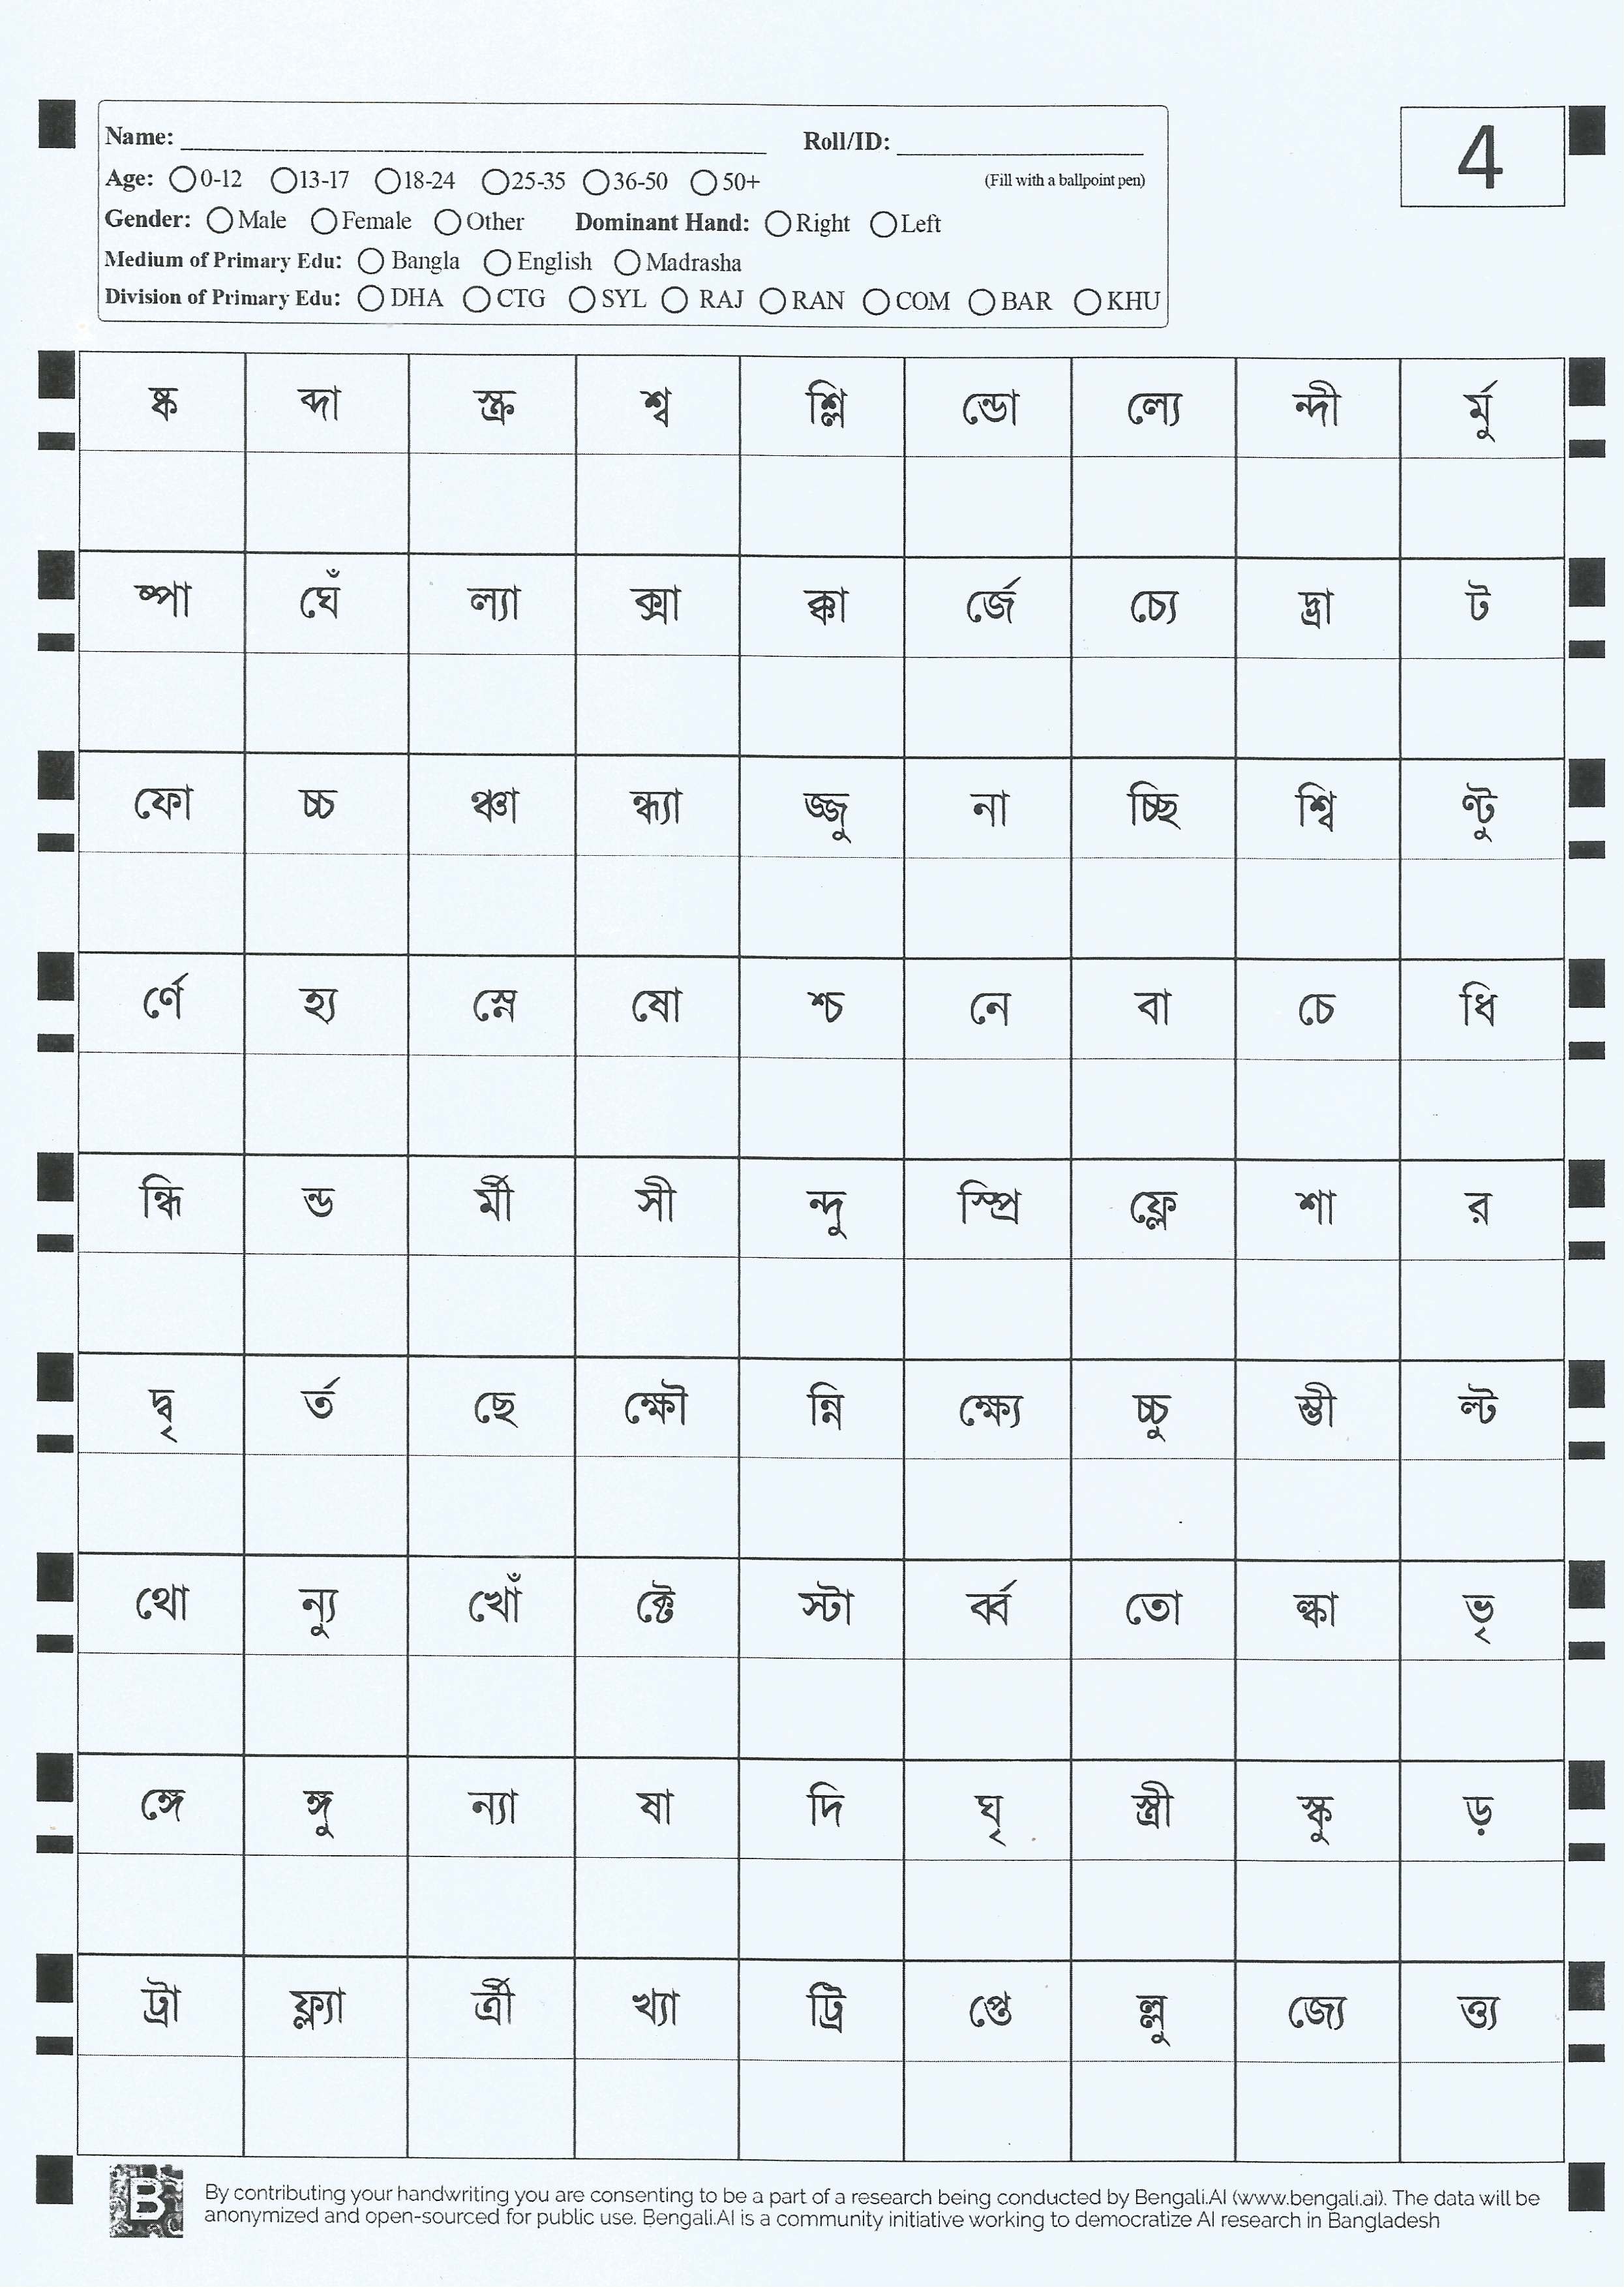 Name: Roll/ID:
4
Age: 0-12 13-17 18-24 25-35 36-50 50+ (Fill with a ballpoint pen)
Gender: Male Female Other Dominant Hand: Right Left
Medium of Primary Edu: Bangla English Madrasha
Division of Primary Edu: DHA CTG SYL RAJ RAN COM BAR KHU
ষ্ক ব্দা স্ক্র শ্ব শ্লি ন্ডো ল্যে ন্দী র্মু
ষ্পা ঘেঁ ল্যা ক্সা ক্কা র্জে চ্যে দ্রা ট
ফো চ্চ ঞ্চা ন্ধ্যা জ্জু না চ্ছি শ্বি ন্টু
র্ণে হ্য স্নে ষো শ্চ নে বা চে ধি
ন্ধি ন্ড র্মী সী ন্দু স্প্রি ফ্লে শা র
দ্বৃ র্ত ছে ক্ষৌ ন্নি ক্ষ্যে চ্চু ম্ভী ল্ট
থো ন্যু খোঁ ক্টে স্টা র্ব্ব তো ল্কা ভৃ
ঙ্গে ঙ্গু ন্যা ষা দি ঘৃ স্ত্রী স্কু ড়
ট্রা ফ্ল্যা র্ত্রী খ্যা ট্রি প্তে ল্লু জ্যে ত্ত্য
B By contributing your handwriting you are consenting to be a part of a research being conducted by Bengali.AI (www.bengali.ai). The data will be
anonymized and open-sourced for public use. Bengali.AI is a community initiative working to democratize AI research in Bangladesh